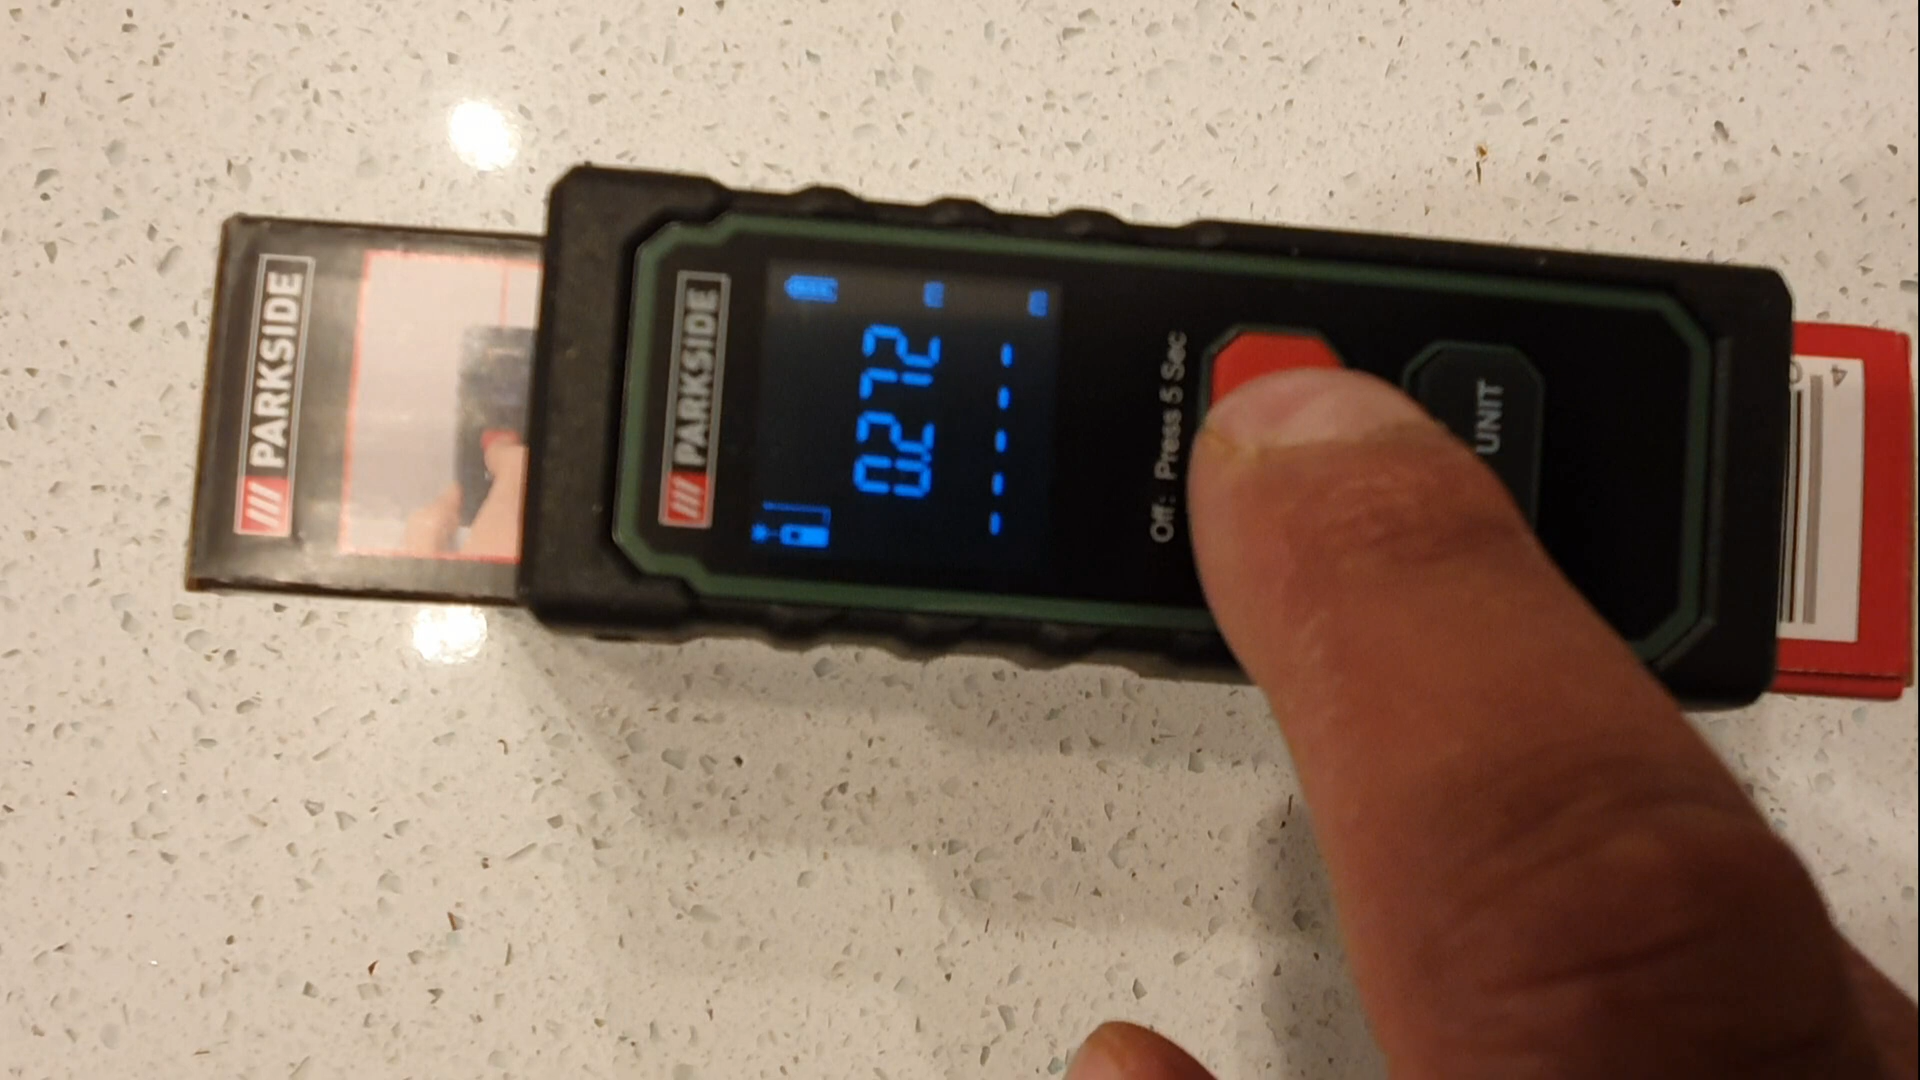 PARKSIDE
PARKSIDE
0.272 m
----- m
Off: Press 5 Sec
UNIT